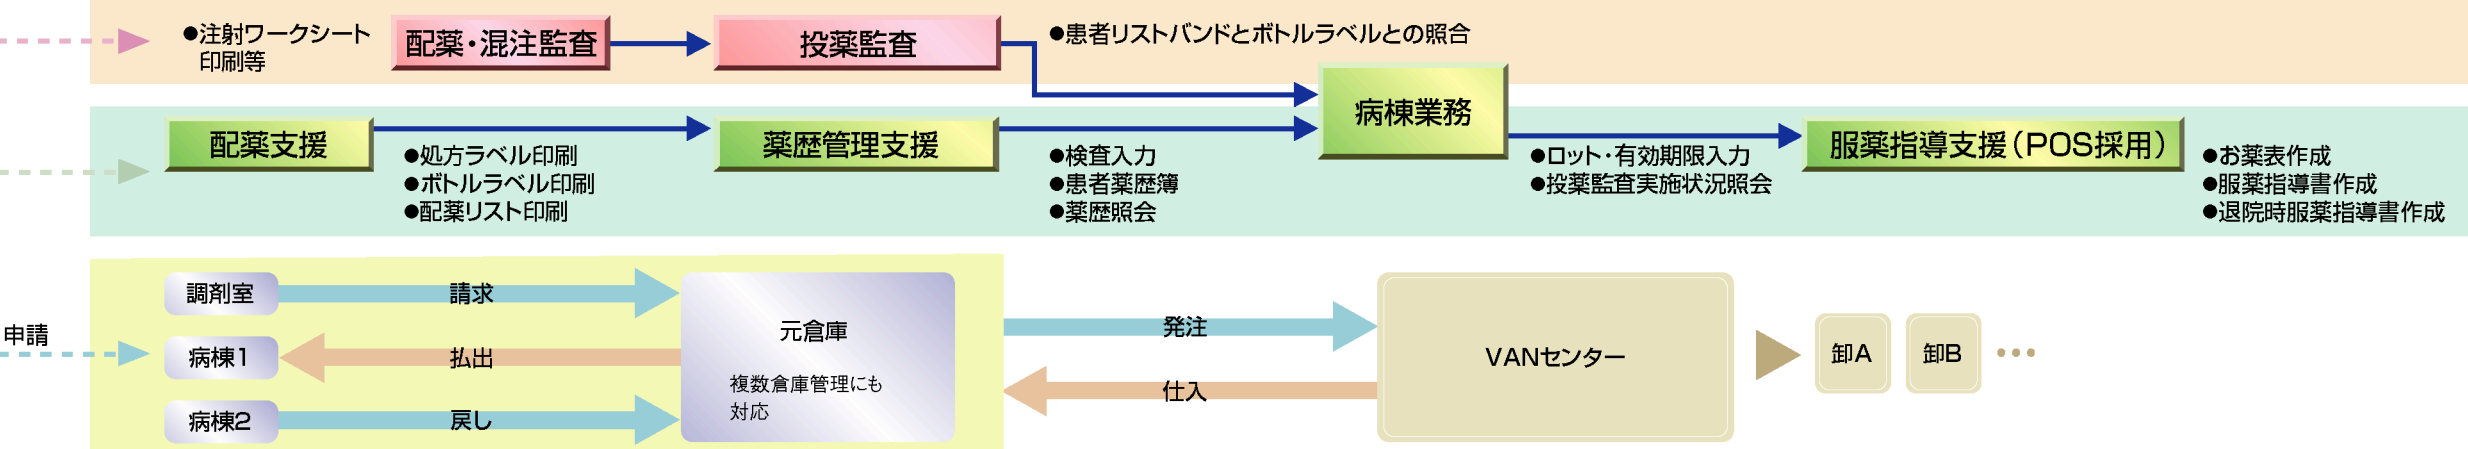 ●注射ワークシート
印刷等
配薬・混注監査
投薬監査
●患者リストバンドとボトルラベルとの照合
配薬支援
●処方ラベル印刷
●ボトルラベル印刷
●配薬リスト印刷
薬歴管理支援
●検査入力
●患者薬歴簿
●薬歴照会
病棟業務
●ロット・有効期限入力
●投薬監査実施状況照会
服薬指導支援（POS採用）
●お薬表作成
●服薬指導書作成
●退院時服薬指導書作成
申請
調剤室
請求
病棟1
払出
病棟2
戻し
元倉庫
複数倉庫管理にも
対応
発注
仕入
VANセンター
卸A
卸B
•••